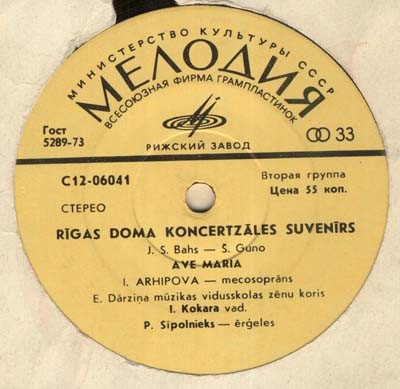 МИНИСТЕРСТВО КУЛЬТУРЫ СССР
МЕЛОДИЯ
ВСЕСОЮЗНАЯ ФИРМА ГРАМПЛАСТИНОК
Гост
5289-73
33
РИЖСКИЙ ЗАВОД
С12-06041
Вторая группа
Цена 55 коп.
СТЕРЕО
RĪGAS DOMA KONCERTZĀLES SUVENĪRS
J. S. Bahs — Š. Guno
AVE MARIA
I. ARHIPOVA — mecosoprāns
E. Dārziņa mūzikas vidusskolas zēnu koris
I. Kokara vad.
P. Sīpolnieks — ērģeles